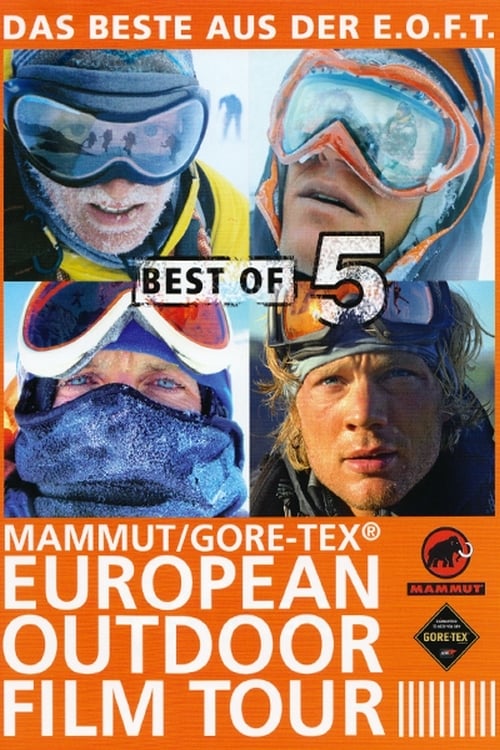 DAS BESTE AUS DER E.O.F.T.
BEST OF 5
MAMMUT/GORE-TEX®
EUROPEAN
OUTDOOR
FILM TOUR
MAMMUT
GORE-TEX